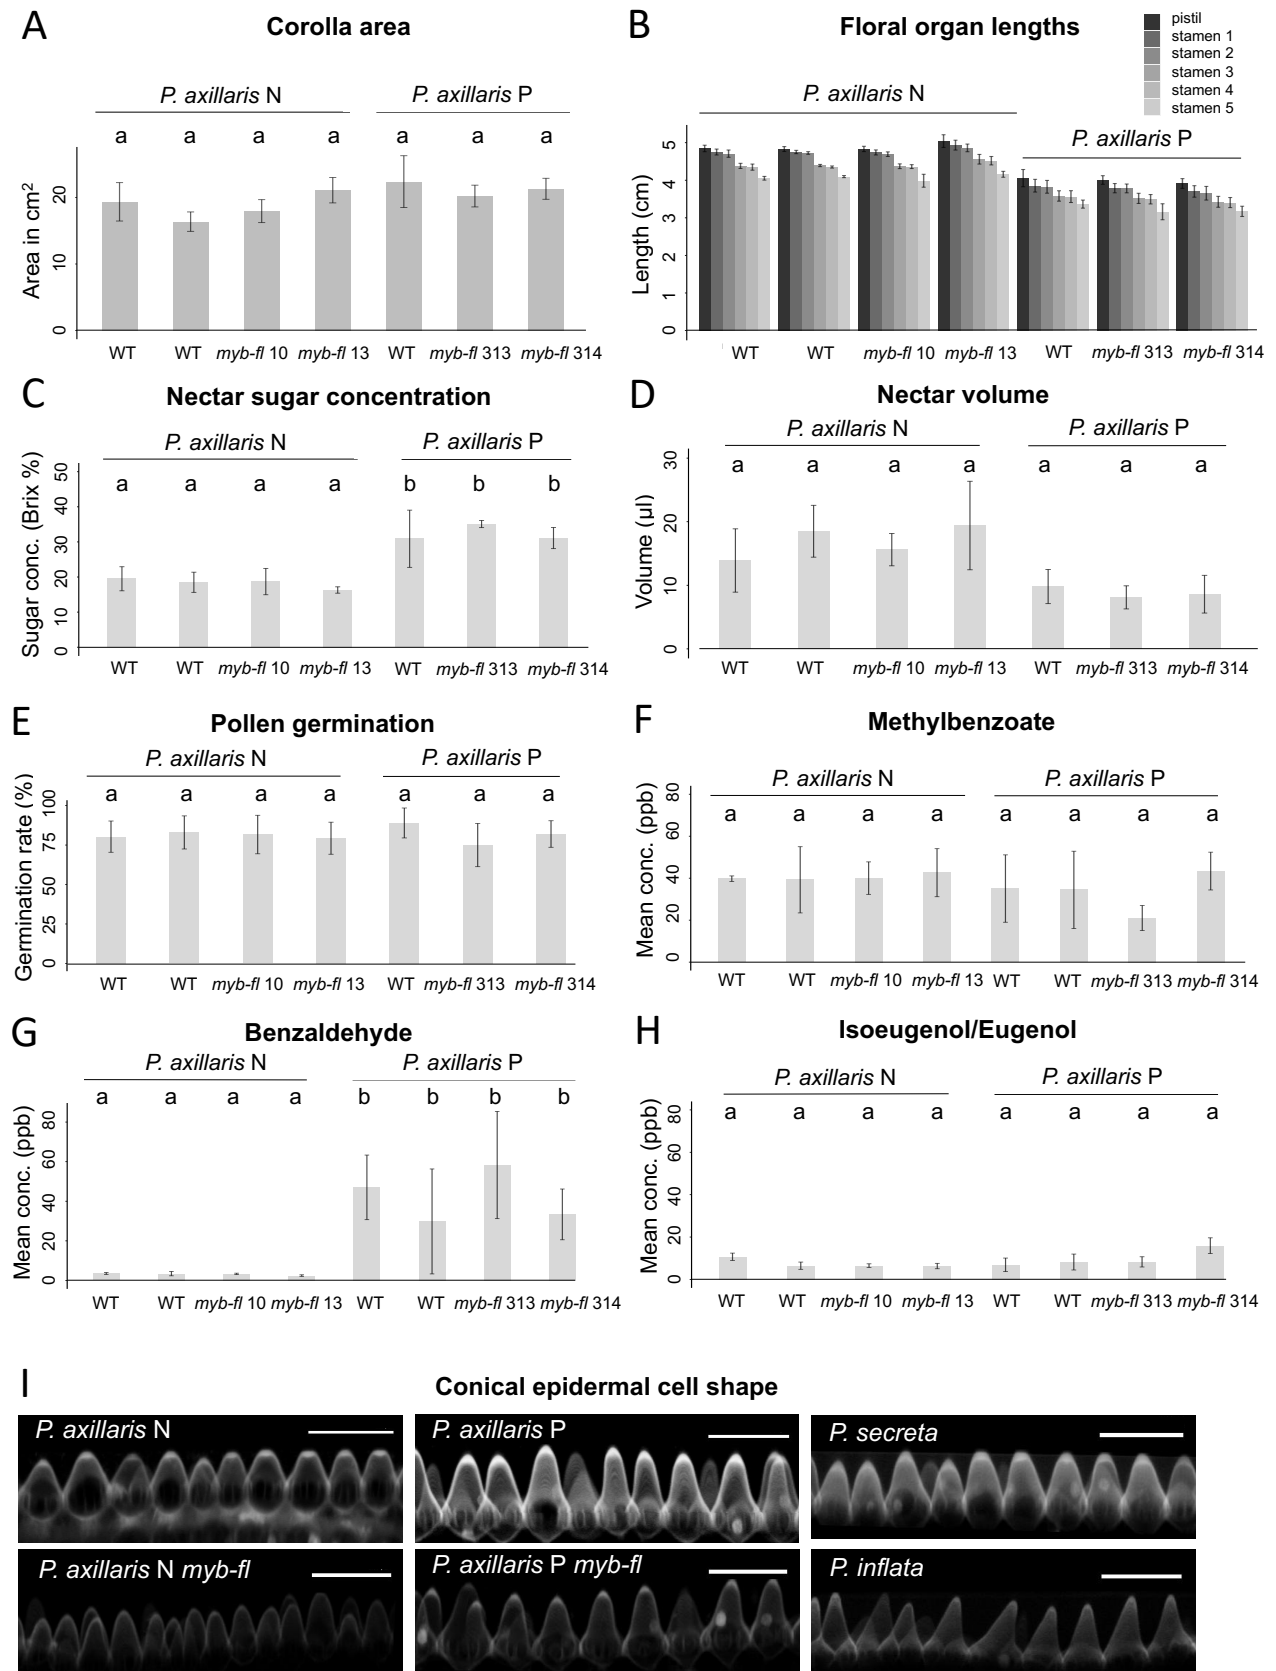 A
Corolla area
P. axillaris N
P. axillaris P
a a a a a a a
Area in cm²
0 10 20
WT WT myb-fl 10 myb-fl 13 WT myb-fl 313 myb-fl 314
B
Floral organ lengths
pistil
stamen 1
stamen 2
stamen 3
stamen 4
stamen 5
P. axillaris N
P. axillaris P
Length (cm)
0 1 2 3 4 5
WT WT myb-fl 10 myb-fl 13 WT myb-fl 313 myb-fl 314
C
Nectar sugar concentration
P. axillaris N
P. axillaris P
a a a a b b b
Sugar conc. (Brix %)
0 10 20 30 40 50
WT WT myb-fl 10 myb-fl 13 WT myb-fl 313 myb-fl 314
D
Nectar volume
P. axillaris N
P. axillaris P
a a a a a a a
Volume (µl)
0 10 20 30
WT WT myb-fl 10 myb-fl 13 WT myb-fl 313 myb-fl 314
E
Pollen germination
P. axillaris N
P. axillaris P
a a a a a a a
Germination rate (%)
0 25 50 75 100
WT WT myb-fl 10 myb-fl 13 WT myb-fl 313 myb-fl 314
F
Methylbenzoate
P. axillaris N
P. axillaris P
a a a a a a a a
Mean conc. (ppb)
0 20 40 60 80
WT WT myb-fl 10 myb-fl 13 WT WT myb-fl 313 myb-fl 314
G
Benzaldehyde
P. axillaris N
P. axillaris P
a a a a b b b b
Mean conc. (ppb)
0 20 40 60 80
WT WT myb-fl 10 myb-fl 13 WT WT myb-fl 313 myb-fl 314
H
Isoeugenol/Eugenol
P. axillaris N
P. axillaris P
a a a a a a a a
Mean conc. (ppb)
0 20 40 60 80
WT WT myb-fl 10 myb-fl 13 WT WT myb-fl 313 myb-fl 314
I
Conical epidermal cell shape
P. axillaris N
P. axillaris P
P. secreta
P. axillaris N myb-fl
P. axillaris P myb-fl
P. inflata